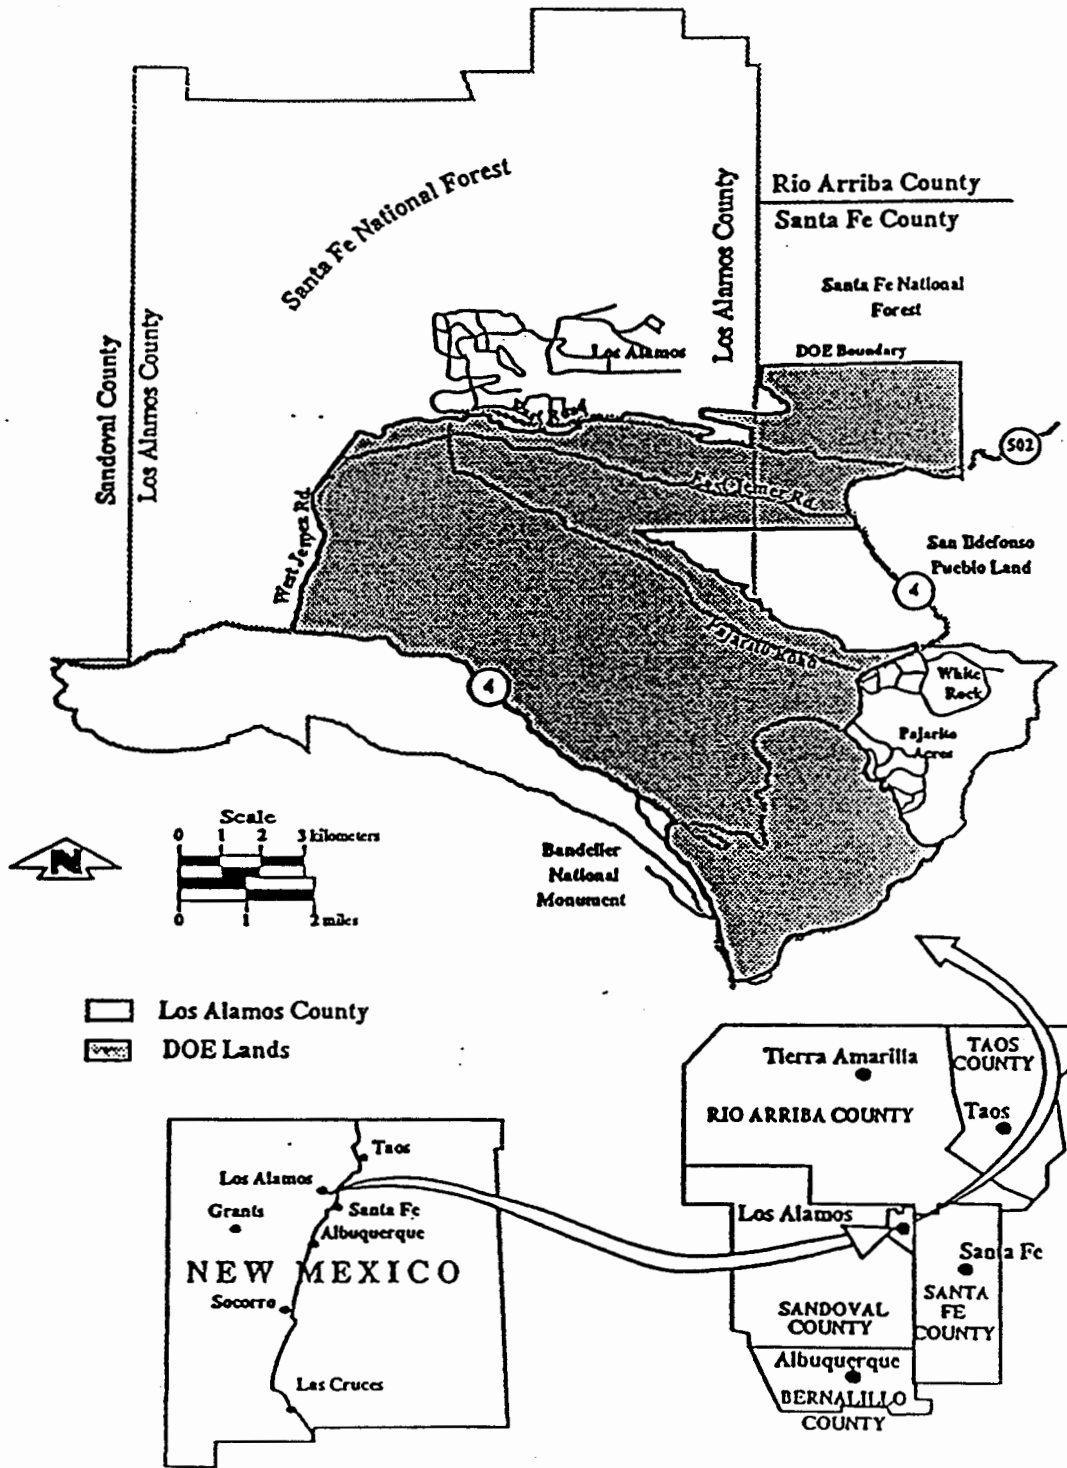 Santa Fe National Forest
Rio Arriba County
Santa Fe County
Los Alamos County
Santa Fe National
Forest
DOE Boundary
Los Alamos
Sandoval County
Los Alamos County
Road
502
East Jemez Rd.
West Jemez Rd.
San Ildefonso
Pueblo Land
4
Pajarito Road
White
Rock
4
Pajarito
Acres
Scale
0 1 2 3 kilometers
0 1 2 miles
N
Bandelier
National
Monument
Los Alamos County
DOE Lands
Taos
Los Alamos
Santa Fe
Grants
Albuquerque
NEW MEXICO
Socorro
Las Cruces
Tierra Amarilla
TAOS
COUNTY
RIO ARRIBA COUNTY
Taos
Los Alamos
Santa Fe
SANDOVAL
COUNTY
SANTA
FE
COUNTY
Albuquerque
BERNALILLO
COUNTY